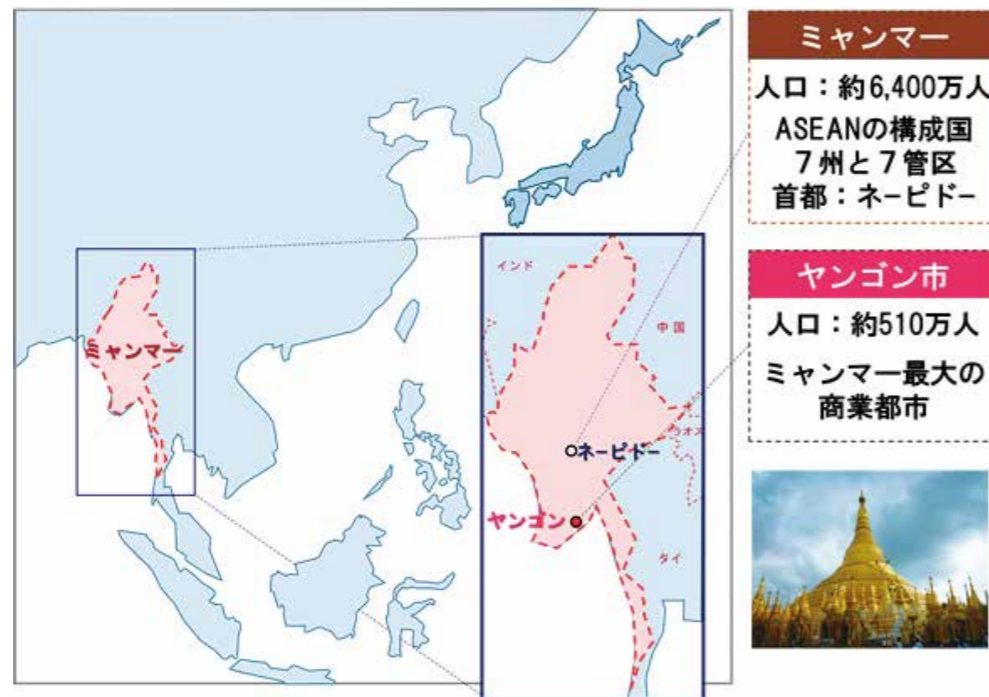 ミャンマー
インド
中国
ラオス
ネーピドー
ヤンゴン
タイ
ミャンマー
人口：約6,400万人
ASEANの構成国
７州と７管区
首都：ネーピドー
ヤンゴン市
人口：約510万人
ミャンマー最大の
商業都市